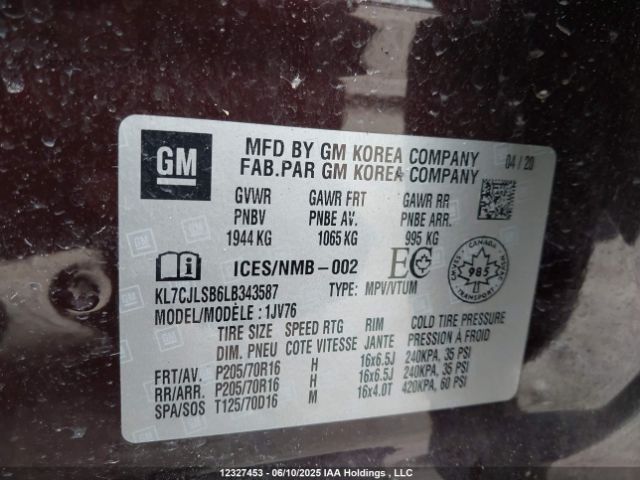 GM
MFD BY GM KOREA COMPANY 04 / 20
FAB.PAR GM KOREA COMPANY
GVWR GAWR FRT GAWR RR
PNBV PNBE AV. PNBE ARR.
1944 KG 1065 KG 995 KG
ICES/NMB-002 EC
CANADA 985
KL7CJLSB6LB343587 TYPE: MPV/VTUM
MODEL/MODÈLE : 1JV76
TIRE SIZE SPEED RTG RIM COLD TIRE PRESSURE
DIM. PNEU COTE VITESSE JANTE PRESSION À FROID
FRT/AV. P205/70R16 H 16x6.5J 240KPA, 35 PSI
RR/ARR. P205/70R16 H 16x6.5J 240KPA, 35 PSI
SPA/SOS T125/70D16 M 16x4.0T 420KPA, 60 PSI
12327453 - 06/10/2025 IAA Holdings , LLC